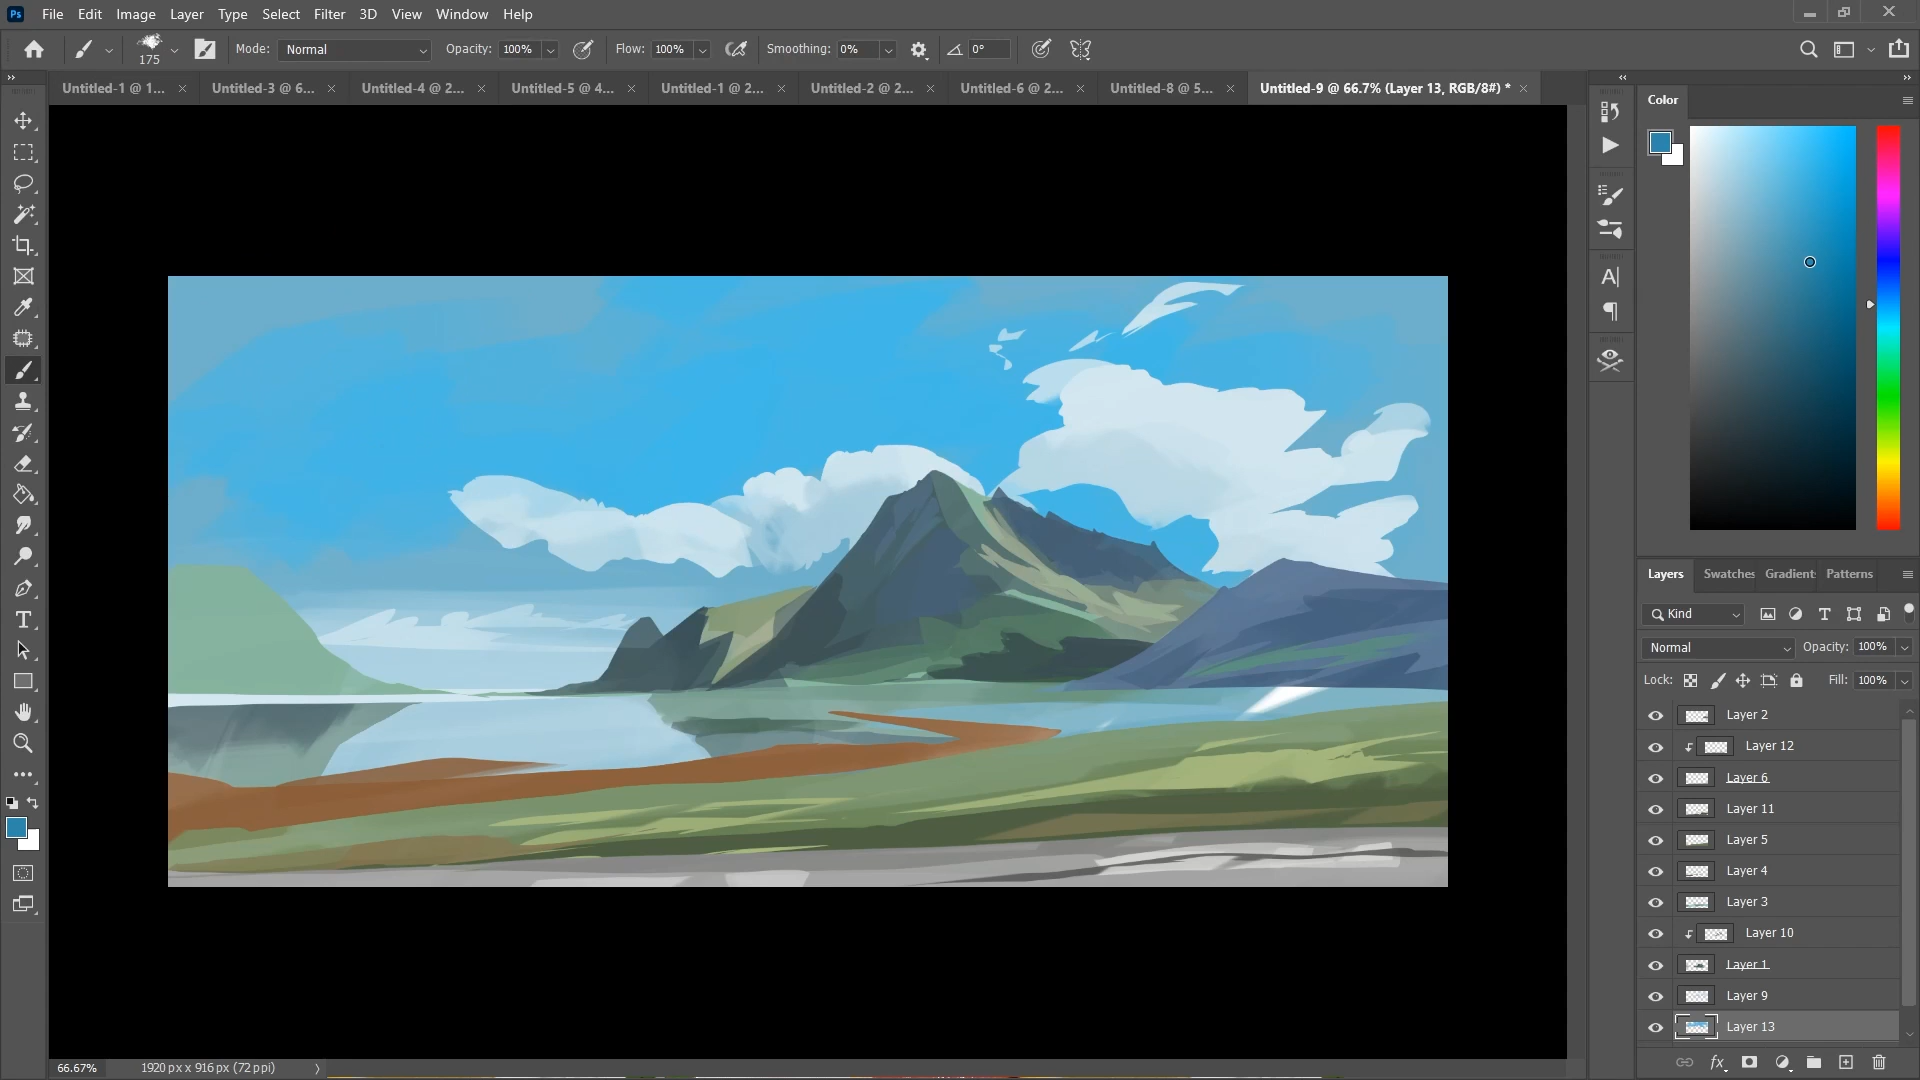 Ps File Edit Image Layer Type Select Filter 3D View Window Help
175 Mode: Normal Opacity: 100% Flow: 100% Smoothing: 0% 0°
Untitled-1 @ 1... Untitled-3 @ 6... Untitled-4 @ 2... Untitled-5 @ 4... Untitled-1 @ 2... Untitled-2 @ 2... Untitled-6 @ 2... Untitled-8 @ 5... Untitled-9 @ 66.7% (Layer 13, RGB/8#) *
Color
Layers Swatches Gradient Patterns
Kind
Normal Opacity: 100%
Lock: Fill: 100%
Layer 2
Layer 12
Layer 6
Layer 11
Layer 5
Layer 4
Layer 3
Layer 10
Layer 1
Layer 9
Layer 13
66.67% 1920 px x 916 px (72 ppi)